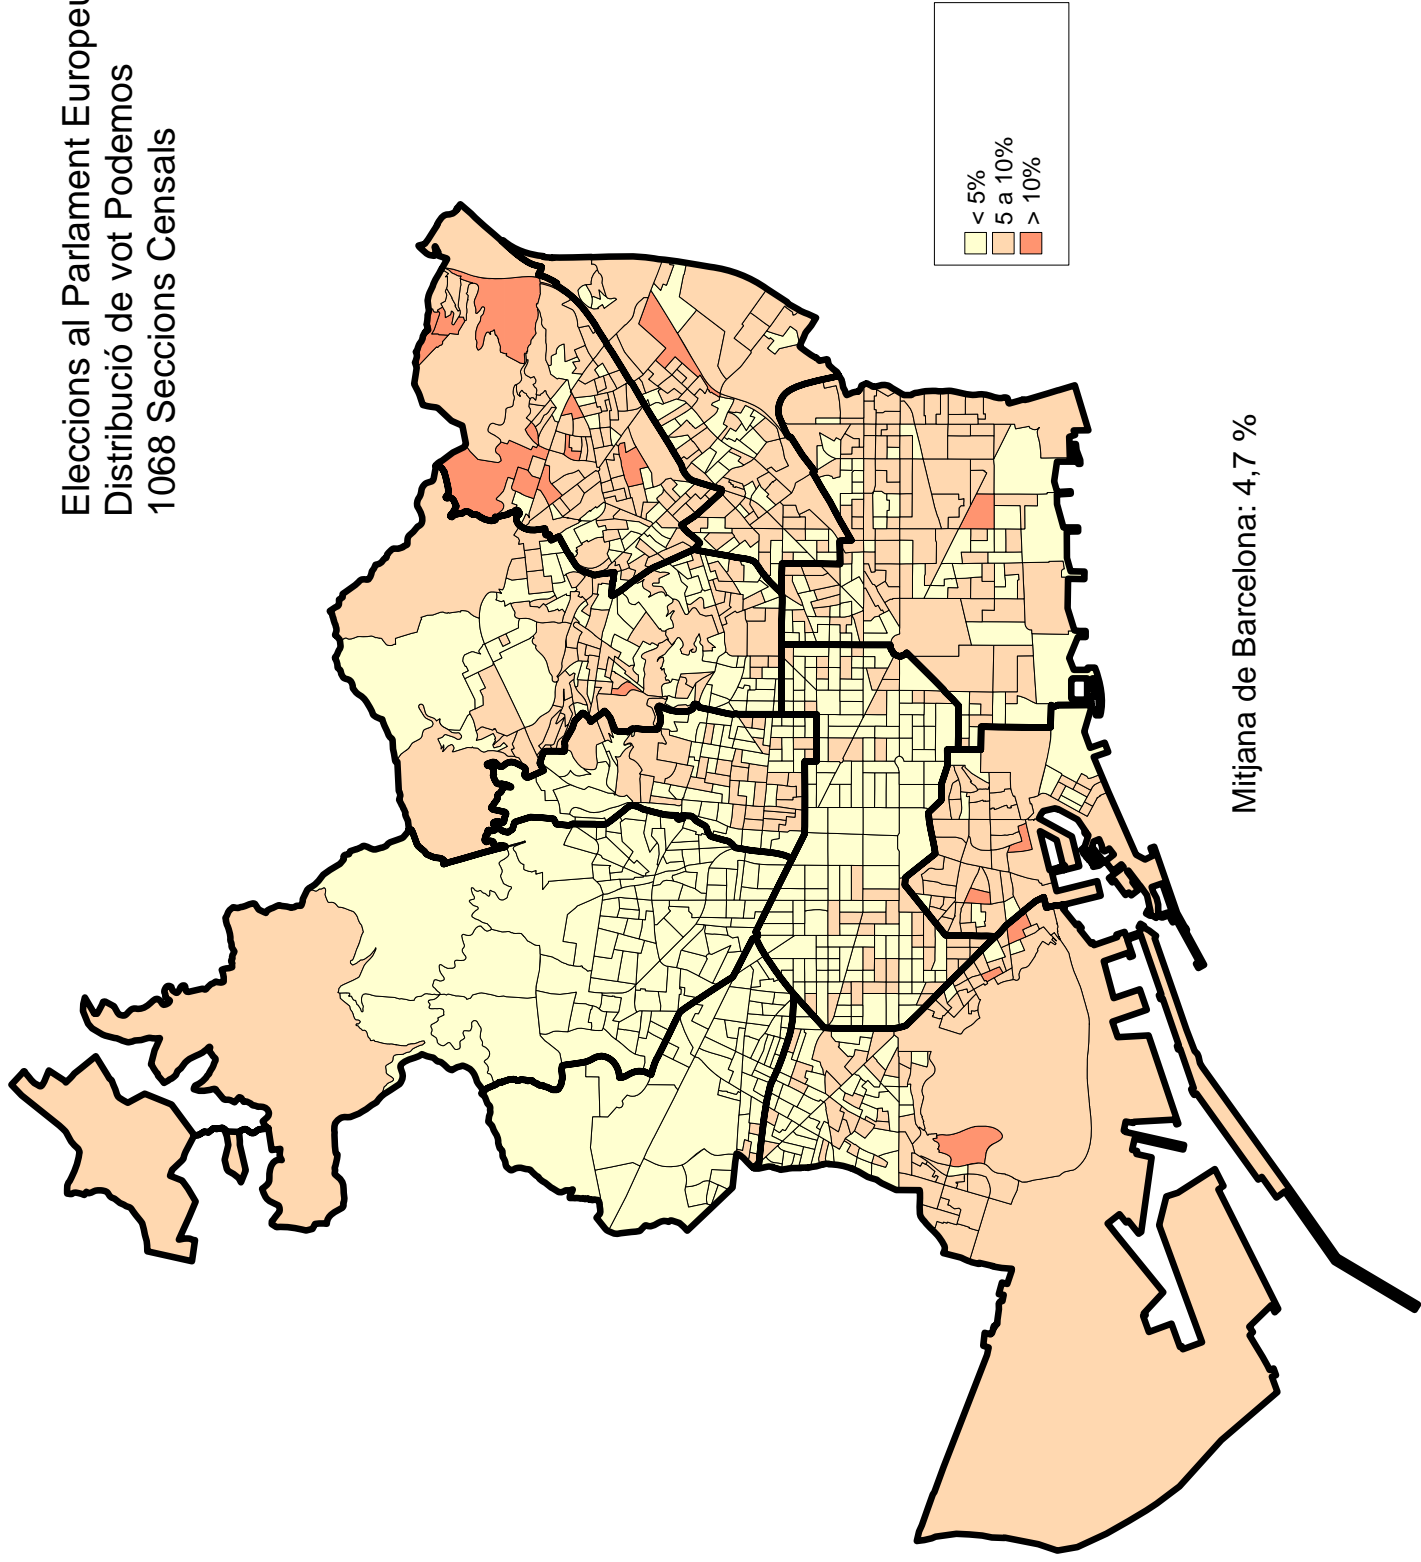 Eleccions al Parlament Europeu
Distribució de vot Podemos
1068 Seccions Censals
< 5%
5 a 10%
> 10%
Mitjana de Barcelona: 4,7 %